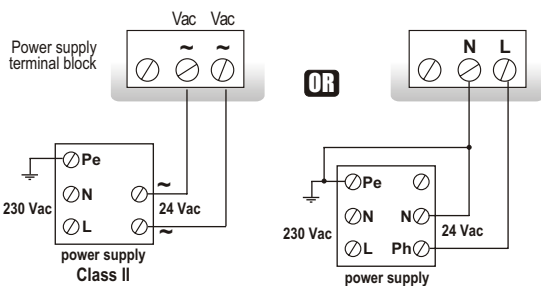 Vac Vac
Power supply
terminal block
~ ~
Pe
N
L
230 Vac
~
24 Vac
~
power supply
Class II
OR
N L
Pe
N
L
N
Ph
230 Vac
24 Vac
power supply